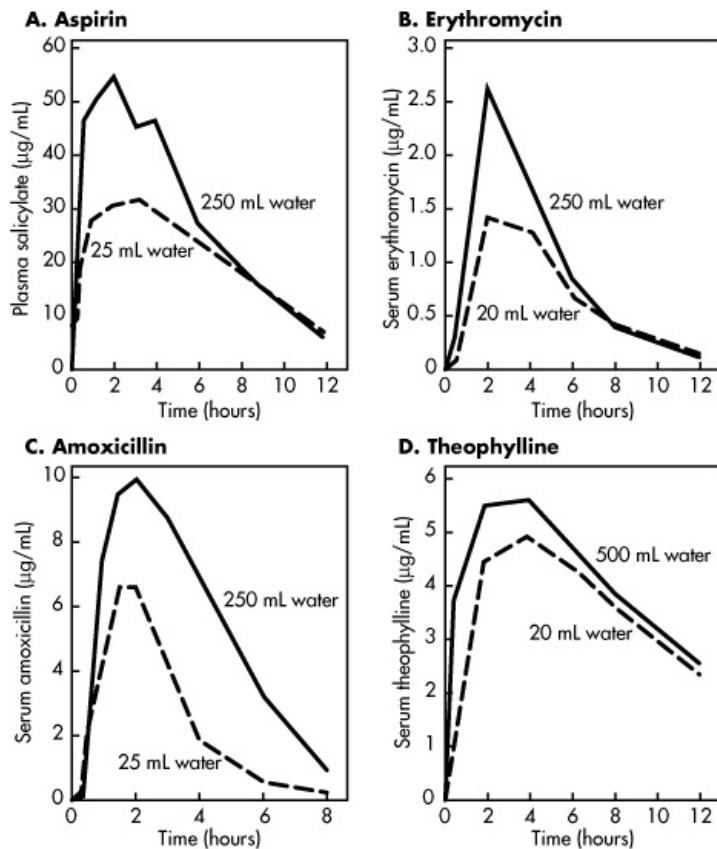 A. Aspirin
60
50
40
30
20
10
0
Plasma salicylate (μg/mL)
250 mL water
25 mL water
0 2 4 6 8 10 12
Time (hours)
B. Erythromycin
3.0
2.5
2.0
1.5
1.0
0.5
0
Serum erythromycin (μg/mL)
250 mL water
20 mL water
0 2 4 6 8 10 12
Time (hours)
C. Amoxicillin
10
8
6
4
2
0
Serum amoxicillin (μg/mL)
250 mL water
25 mL water
0 2 4 6 8
Time (hours)
D. Theophylline
6
5
4
3
2
1
0
Serum theophylline (μg/mL)
500 mL water
20 mL water
0 2 4 6 8 10 12
Time (hours)